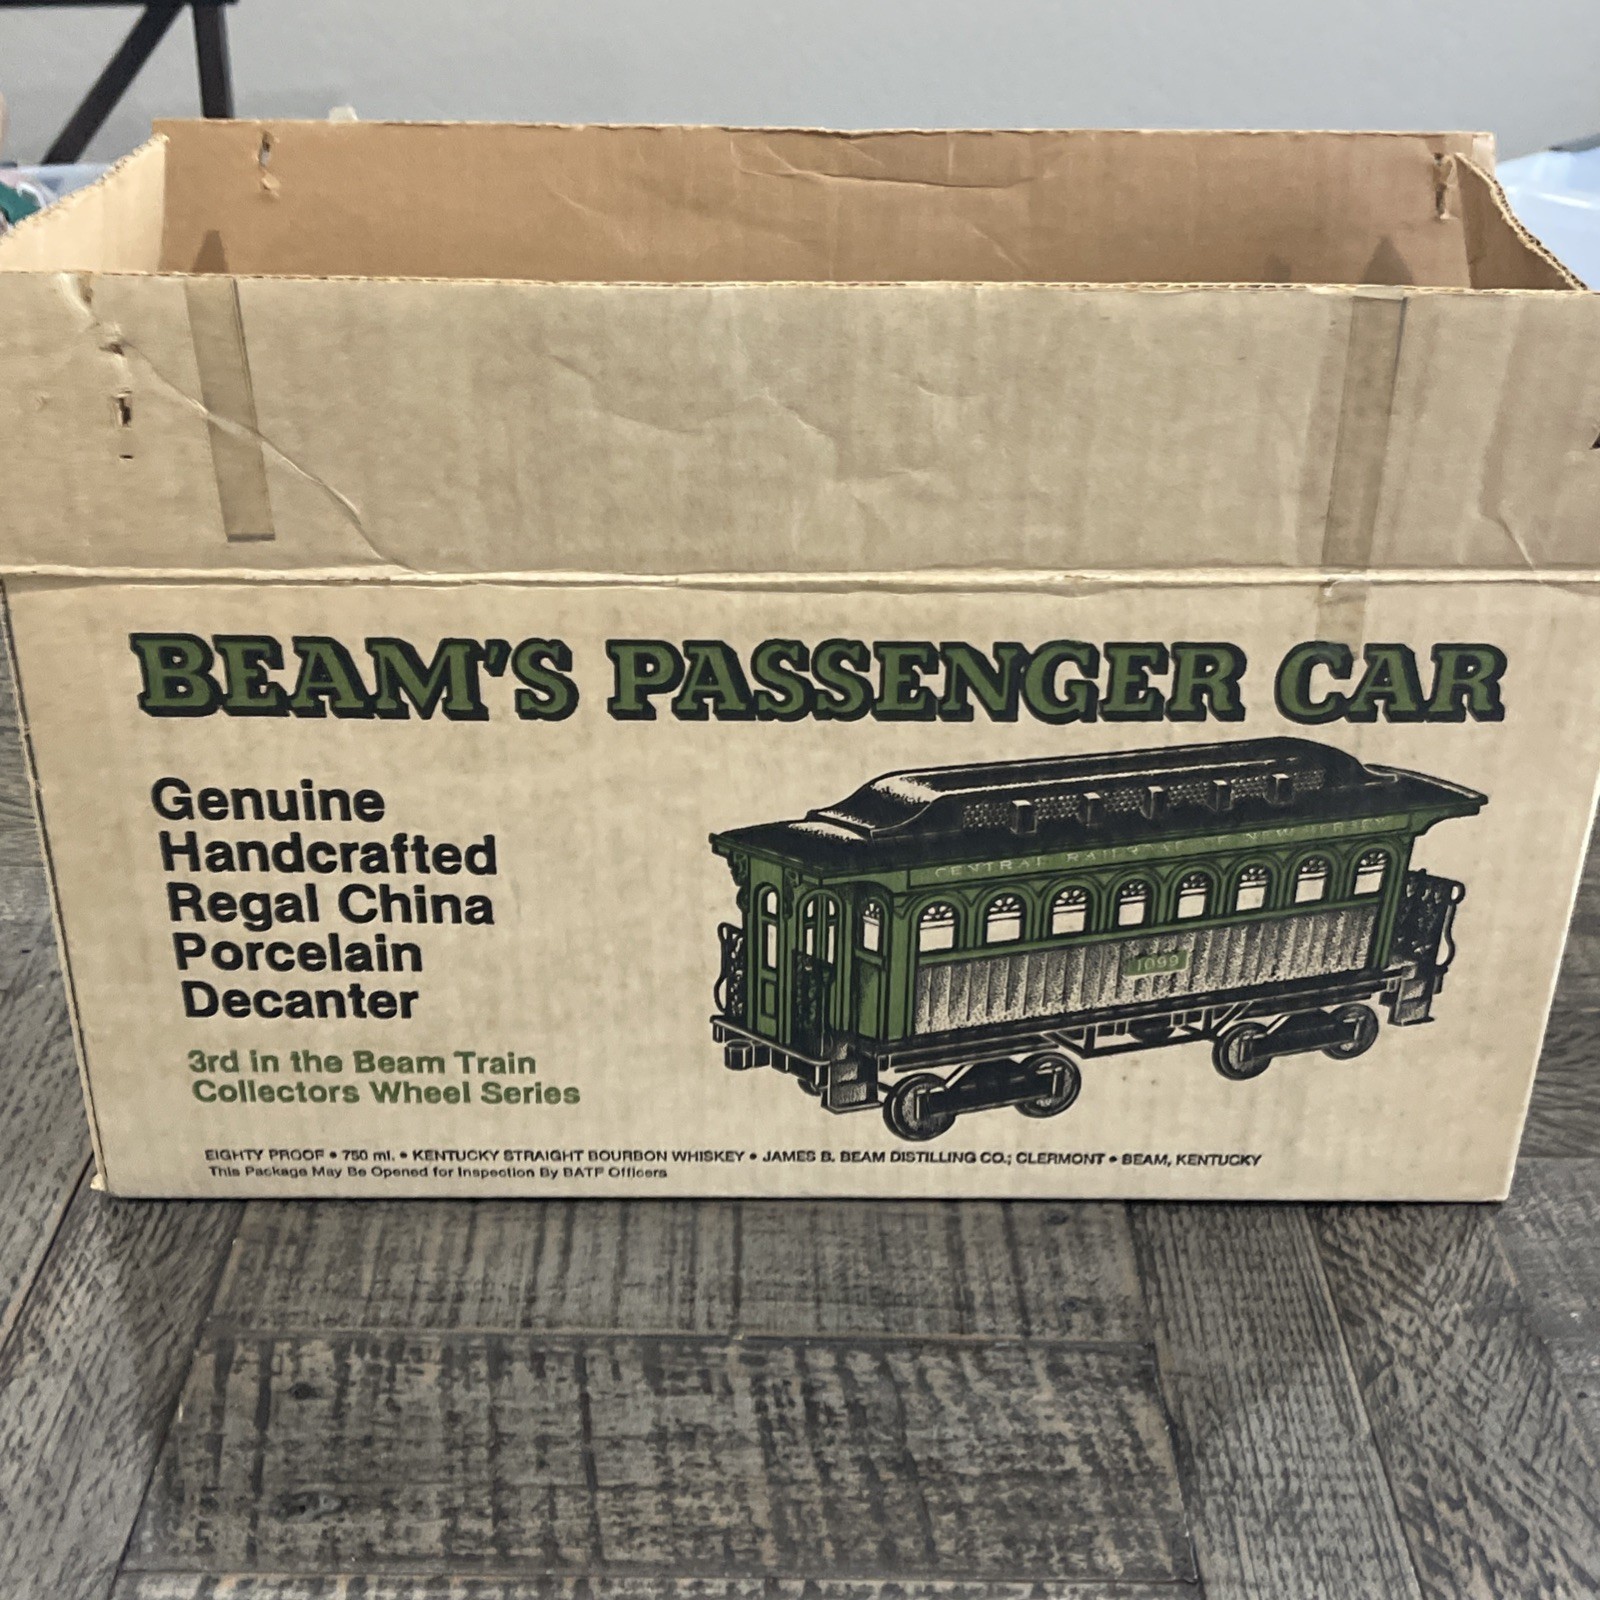 BEAM'S PASSENGER CAR
Genuine
Handcrafted
Regal China
Porcelain
Decanter
3rd in the Beam Train
Collectors Wheel Series
CENTRAL RAILROAD OF NEW JERSEY
1099
EIGHTY PROOF • 750 ml. • KENTUCKY STRAIGHT BOURBON WHISKEY • JAMES B. BEAM DISTILLING CO.; CLERMONT • BEAM, KENTUCKY
This Package May Be Opened for Inspection By BATF Officers